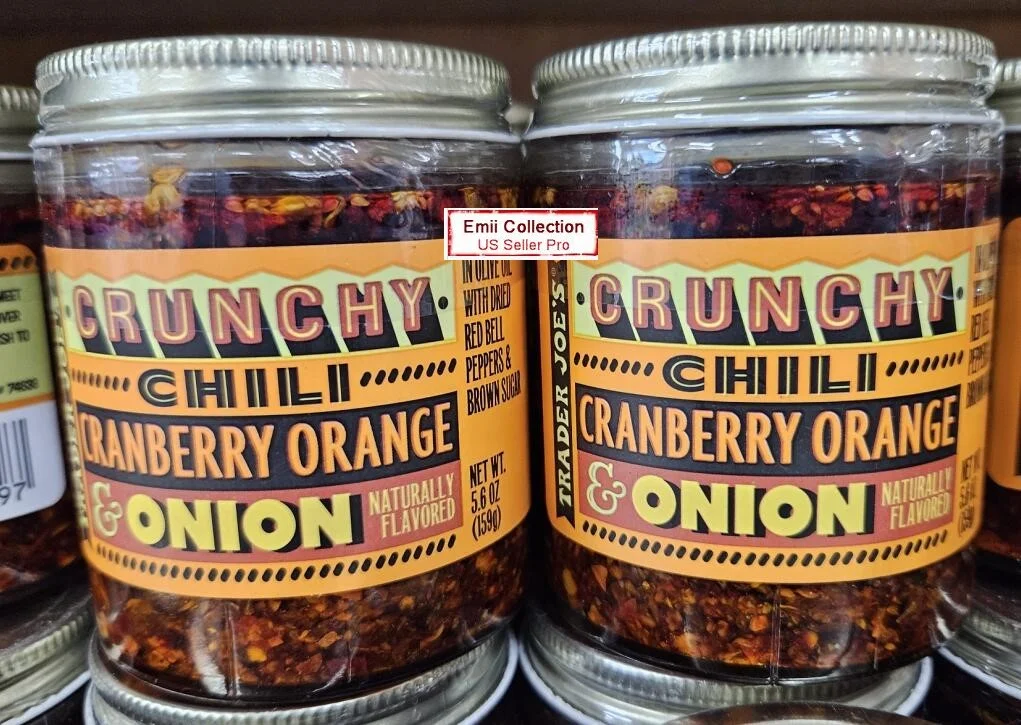 Emii Collection
US Seller Pro
CRUNCHY
CHILI
CRANBERRY ORANGE
& ONION
NATURALLY
FLAVORED
IN OLIVE OIL
WITH DRIED
RED BELL
PEPPERS &
BROWN SUGAR
NET WT.
5.6 OZ
(159g)
TRADER JOE'S
CRUNCHY
CHILI
CRANBERRY ORANGE
& ONION
NATURALLY
FLAVORED
97